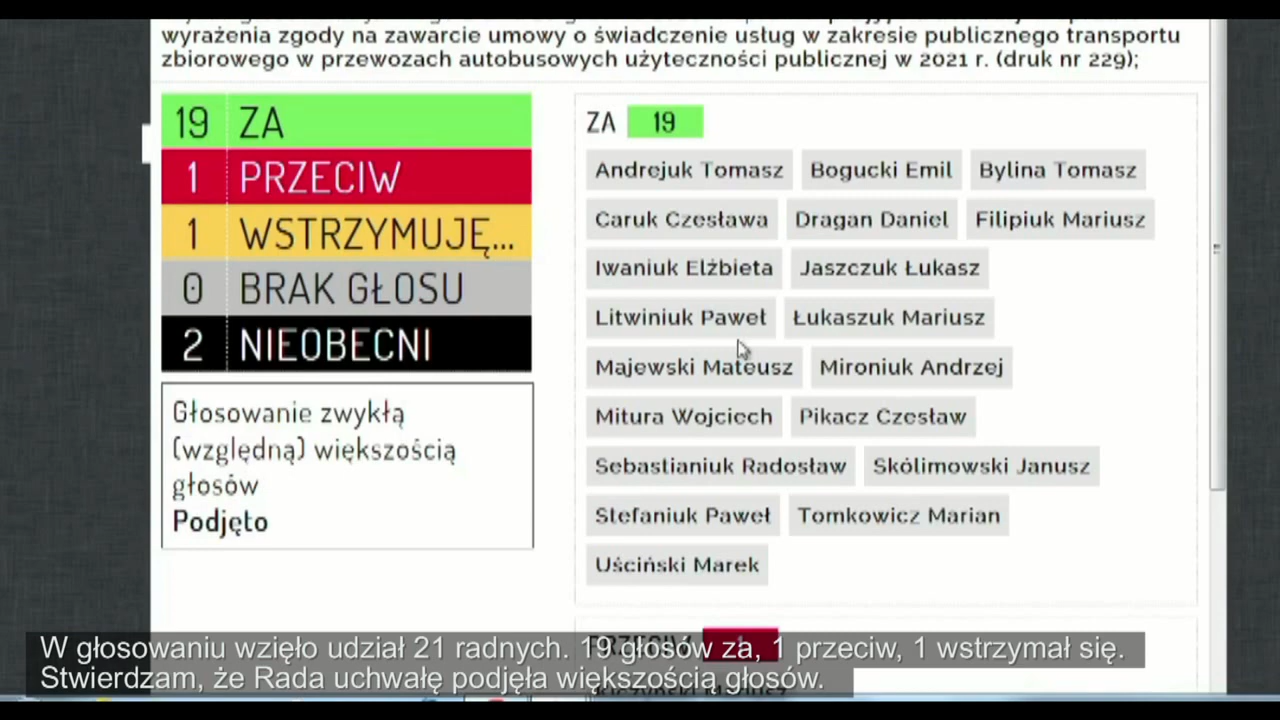 wyrażenia zgody na zawarcie umowy o świadczenie usług w zakresie publicznego transportu
zbiorowego w przewozach autobusowych użyteczności publicznej w 2021 r. (druk nr 229);
19 ZA
1 PRZECIW
1 WSTRZYMUJĘ...
0 BRAK GŁOSU
2 NIEOBECNI
Głosowanie zwykłą
(względną) większością
głosów
Podjęto
ZA 19
Andrejuk Tomasz Bogucki Emil Bylina Tomasz
Caruk Czesława Dragan Daniel Filipiuk Mariusz
Iwaniuk Elżbieta Jaszczuk Łukasz
Litwiniuk Paweł Łukaszuk Mariusz
Majewski Mateusz Mironiuk Andrzej
Mitura Wojciech Pikacz Czesław
Sebastianiuk Radosław Skólimowski Janusz
Stefaniuk Paweł Tomkowicz Marian
Uściński Marek
PRZECIW 1
W głosowaniu wzięło udział 21 radnych. 19 głosów za, 1 przeciw, 1 wstrzymał się.
Stwierdzam, że Rada uchwałę podjęła większością głosów.